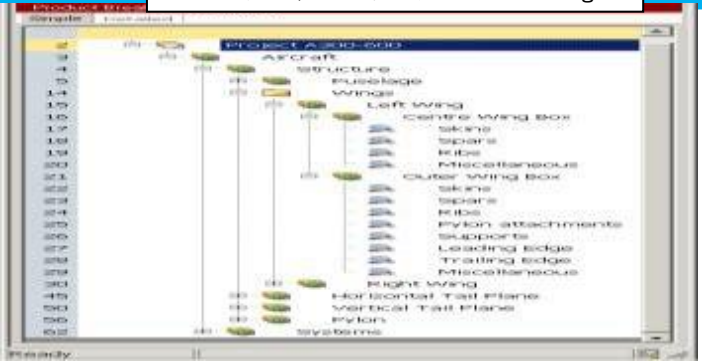 Product Break
Simple Detailed
2 Project A300-600
3 Aircraft
4 Structure
5 Fuselage
14 Wings
15 Left Wing
16 Centre Wing Box
17 Skins
18 Spars
19 Ribs
20 Miscellaneous
21 Outer Wing Box
22 Skins
23 Spars
24 Ribs
25 Pylon attachments
26 Supports
27 Leading Edge
28 Trailing Edge
29 Miscellaneous
30 Right Wing
45 Horizontal Tail Plane
50 Vertical Tail Plane
56 Pylon
62 Systems
Ready